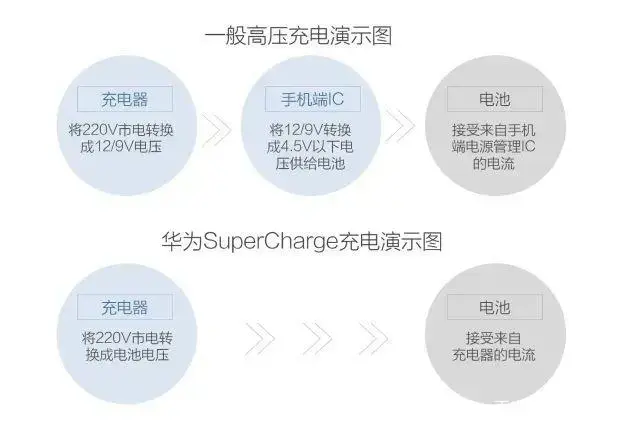 一般高压充电演示图
充电器
将220V市电转换
成12/9V电压
手机端IC
将12/9V转换
成4.5V以下电
压供给电池
电池
接受来自手机
端电源管理IC
的电流
华为SuperCharge充电演示图
充电器
将220V市电转
换成电池电压
电池
接受来自
充电器的电流